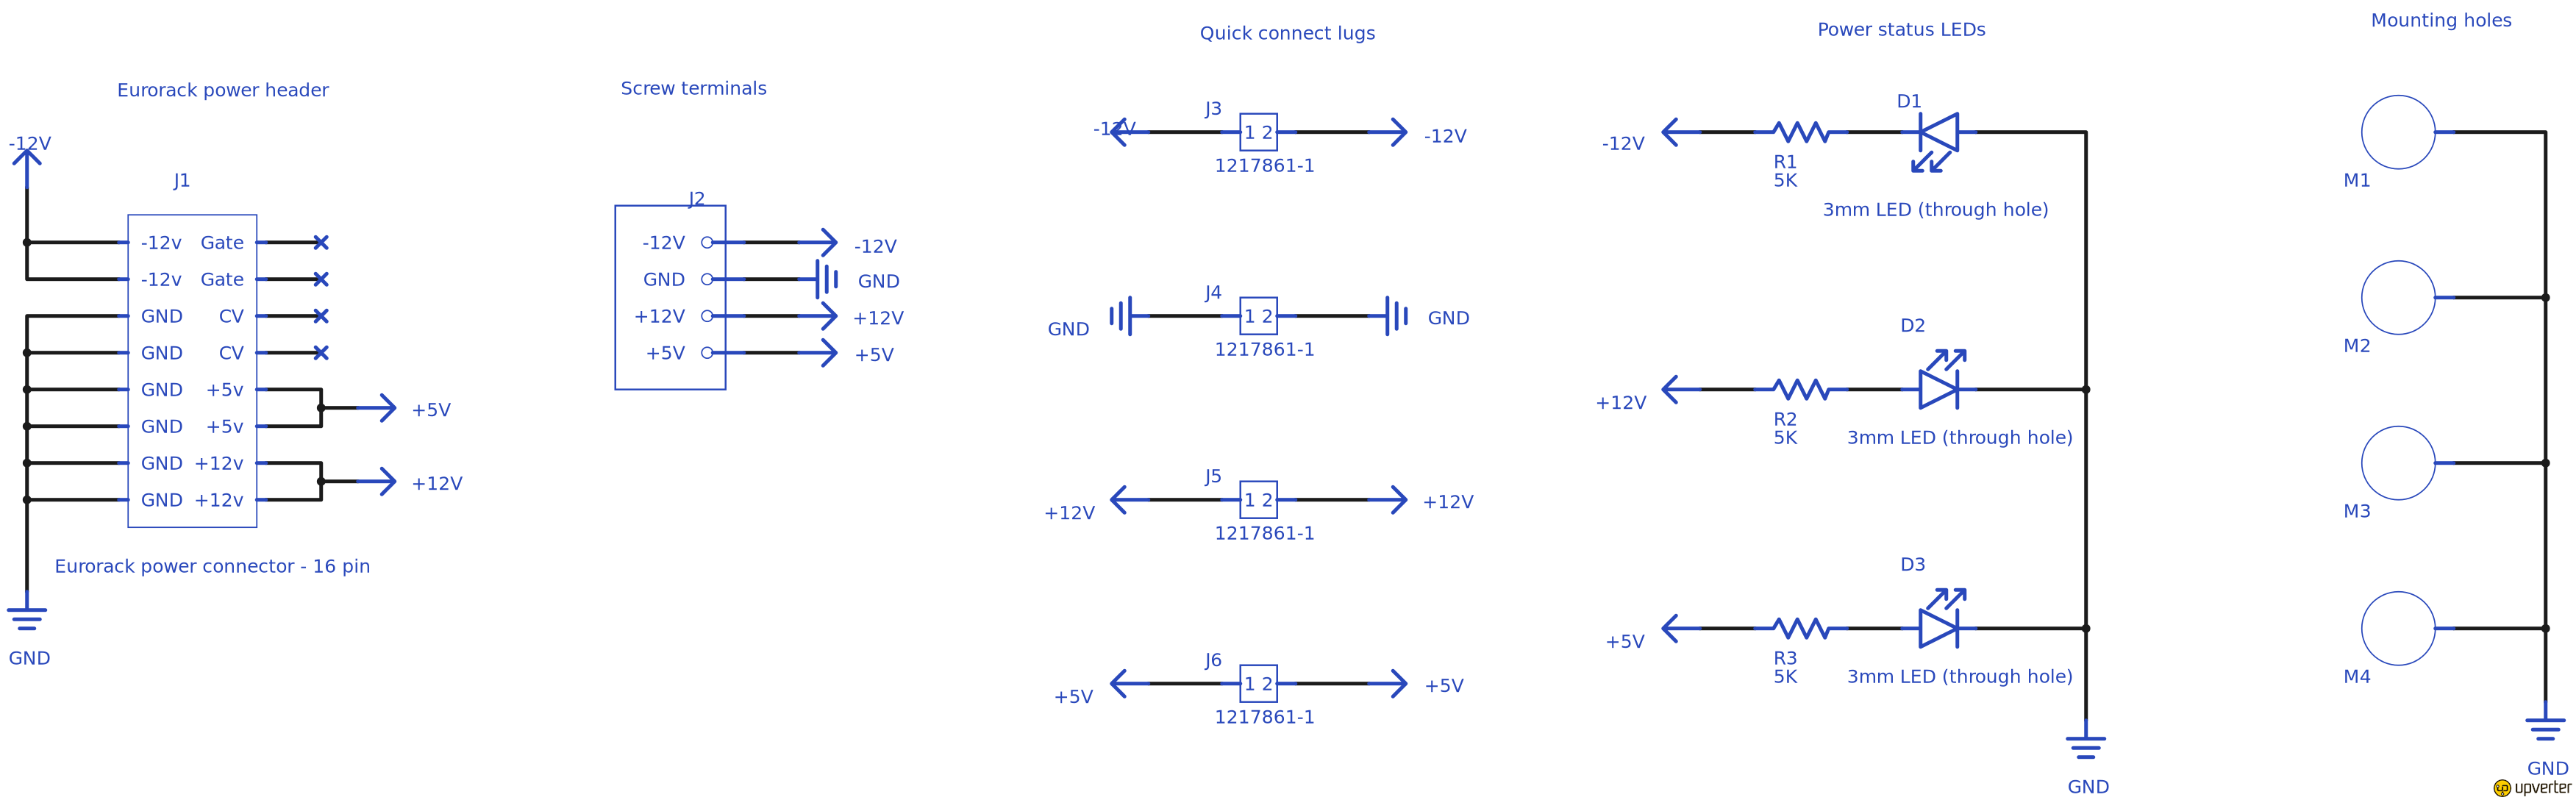 Eurorack power header
-12V
J1
-12v Gate
-12v Gate
GND CV
GND CV
GND +5v
GND +5v
GND +12v
GND +12v
+5V
+12V
Eurorack power connector - 16 pin
GND
Screw terminals
J2
-12V -12V
GND GND
+12V +12V
+5V +5V
Quick connect lugs
J3
-12V 1 2 -12V
1217861-1
J4
GND 1 2 GND
1217861-1
J5
+12V 1 2 +12V
1217861-1
J6
+5V 1 2 +5V
1217861-1
Power status LEDs
D1
-12V
R1
5K
3mm LED (through hole)
D2
+12V
R2
5K
3mm LED (through hole)
D3
+5V
R3
5K
3mm LED (through hole)
GND
Mounting holes
M1
M2
M3
M4
GND
up upverter